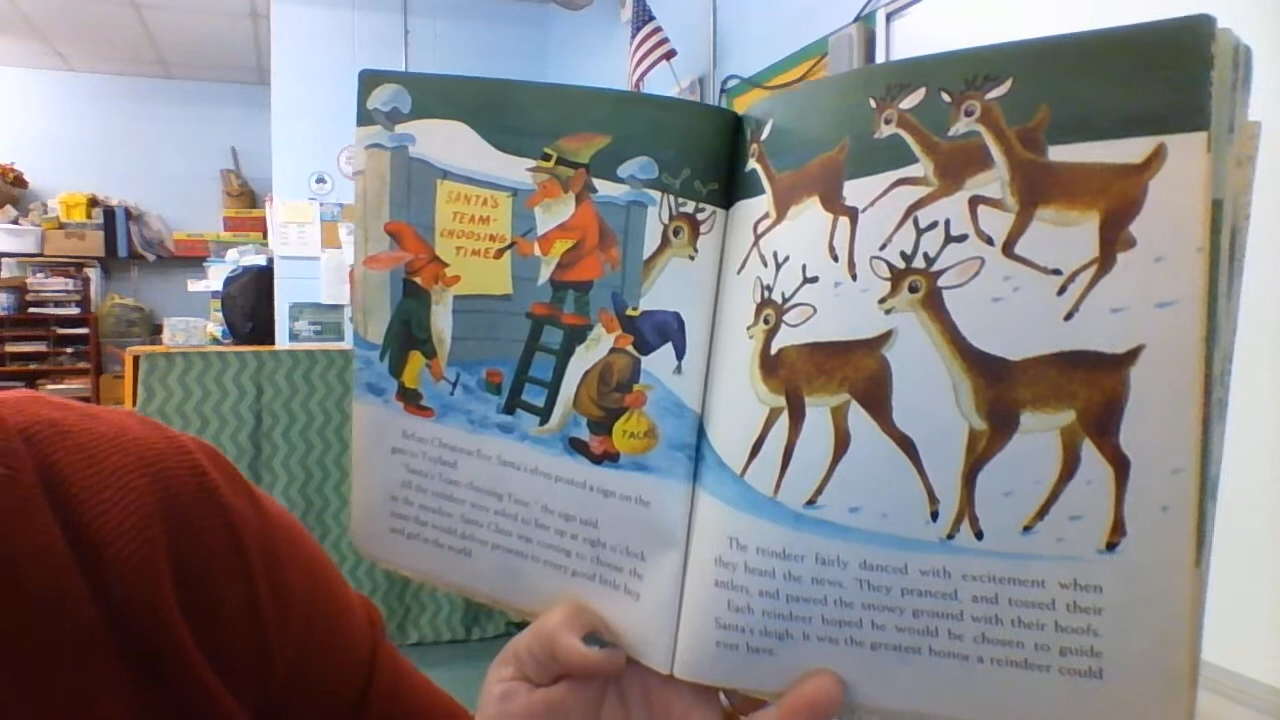 SANTA'S
TEAM-
CHOOSING
TIME
TACKS
Before Christmas Eve, Santa's elves posted a sign on the
gate to Toyland.
"Santa's Team-choosing Time," the sign said.
All the reindeer were asked to line up at eight o'clock
in the meadow. Santa Claus was coming to choose the
team that would deliver presents to every good little boy
and girl in the world.
The reindeer fairly danced with excitement when
they heard the news. They pranced, and tossed their
antlers, and pawed the snowy ground with their hoofs.
Each reindeer hoped he would be chosen to guide
Santa's sleigh. It was the greatest honor a reindeer could
ever have.